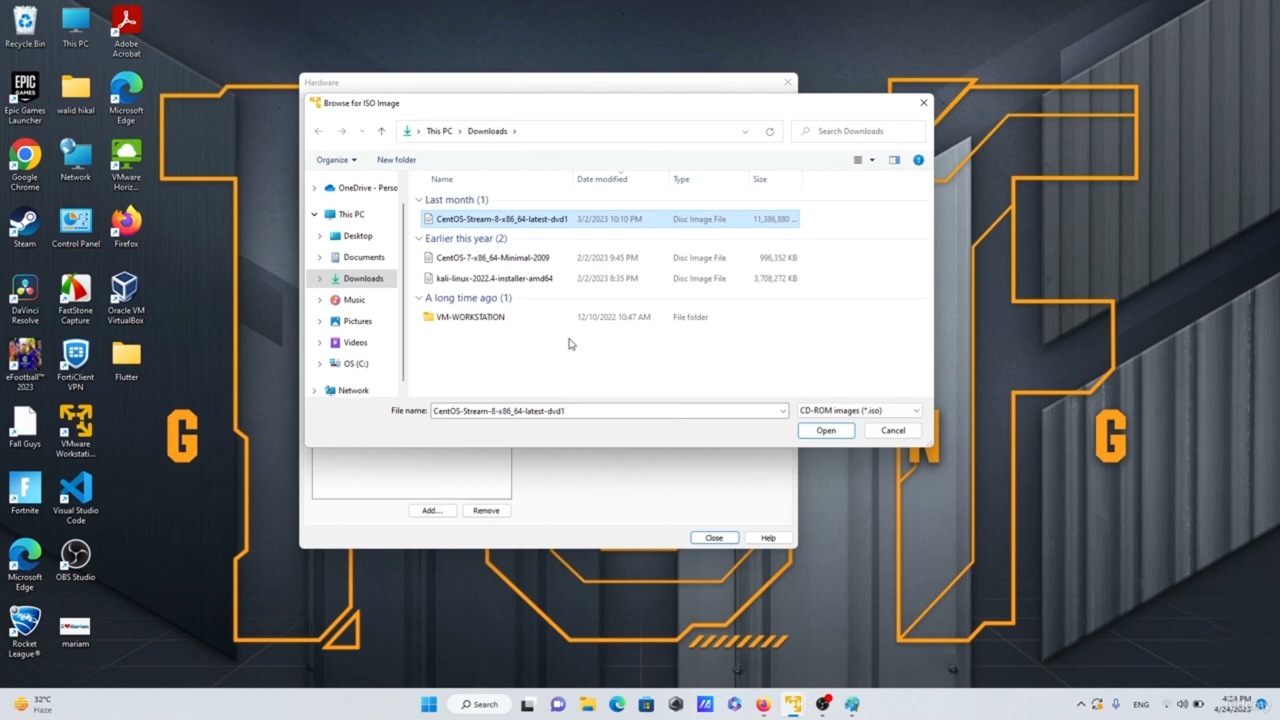 Recycle Bin
This PC
Adobe Acrobat
EPIC GAMES
Epic Games Launcher
walid hikal
Microsoft Edge
Google Chrome
Network
VMware Horiz...
Steam
Control Panel
Firefox
DaVinci Resolve
FastStone Capture
Oracle VM VirtualBox
eFootball™ 2023
FortiClient VPN
Flutter
Fall Guys
VMware Workstati...
Fortnite
Visual Studio Code
Microsoft Edge
OBS Studio
Rocket League®
mariam
Hardware
Browse for ISO Image
This PC > Downloads >
Search Downloads
Organize
New folder
OneDrive - Perso
This PC
Desktop
Documents
Downloads
Music
Pictures
Videos
OS (C:)
Network
Name Date modified Type Size
Last month (1)
CentOS-Stream-8-x86_64-latest-dvd1 3/2/2023 10:10 PM Disc Image File 11,386,880 ...
Earlier this year (2)
CentOS-7-x86_64-Minimal-2009 2/2/2023 9:45 PM Disc Image File 996,352 KB
kali-linux-2022.4-installer-amd64 2/2/2023 8:35 PM Disc Image File 3,708,272 KB
A long time ago (1)
VM-WORKSTATION 12/10/2022 10:47 AM File folder
File name: CentOS-Stream-8-x86_64-latest-dvd1
CD-ROM images (*.iso)
Open
Cancel
Add...
Remove
Close
Help
G
N
G
32°C
Haze
Search
ENG
4:24 PM
4/24/2023